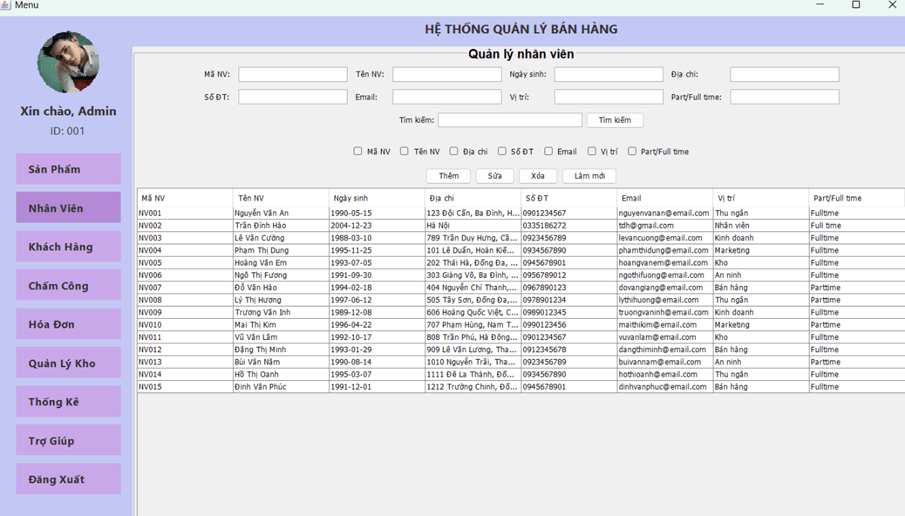 Menu
HỆ THỐNG QUẢN LÝ BÁN HÀNG
Xin chào, Admin
ID: 001
Sản Phẩm
Nhân Viên
Khách Hàng
Chấm Công
Hóa Đơn
Quản Lý Kho
Thống Kê
Trợ Giúp
Đăng Xuất
Quản lý nhân viên
Mã NV: Tên NV: Ngày sinh: Địa chỉ:
Số ĐT: Email: Vị trí: Part/Full time:
Tìm kiếm: Tìm kiếm
Mã NV Tên NV Địa chỉ Số ĐT Email Vị trí Part/Full time
Thêm Sửa Xóa Làm mới
Mã NV Tên NV Ngày sinh Địa chỉ Số ĐT Email Vị trí Part/Full time
NV001 Nguyễn Văn An 1990-05-15 123 Đội Cấn, Ba Đình, H... 0901234567 nguyenvanan@email.com Thu ngân Fulltime
NV002 Trần Đình Hảo 2004-12-23 Hà Nội 0335186272 tdh@gmail.com Nhân viên Full time
NV003 Lê Văn Cường 1988-03-10 789 Trần Duy Hưng, Cầ... 0923456789 levancuong@email.com Kinh doanh Fulltime
NV004 Phạm Thị Dung 1995-11-25 101 Lê Duẩn, Hoàn Kiế... 0934567890 phamthidung@email.com Marketing Fulltime
NV005 Hoàng Văn Em 1993-07-05 202 Thái Hà, Đống Đa, ... 0945678901 hoangvanem@email.com Kho Fulltime
NV006 Ngô Thị Fương 1991-09-30 303 Giảng Võ, Ba Đình, ... 0956789012 ngothifuong@email.com An ninh Fulltime
NV007 Đỗ Văn Hảo 1994-02-18 404 Nguyễn Chí Thanh,... 0967890123 dovangiang@email.com Bán hàng Parttime
NV008 Lý Thị Hương 1997-06-12 505 Tây Sơn, Đống Đa,... 0978901234 lythihuong@email.com Thu ngân Parttime
NV009 Trương Văn Inh 1989-12-08 606 Hoàng Quốc Việt, C... 0989012345 truongvaninh@email.com Kinh doanh Fulltime
NV010 Mai Thị Kim 1996-04-22 707 Phạm Hùng, Nam T... 0990123456 maithikim@email.com Marketing Parttime
NV011 Vũ Văn Lâm 1992-10-17 808 Trần Phú, Hà Đông... 0901234567 vuvanlam@email.com Kho Fulltime
NV012 Đặng Thị Minh 1993-01-29 909 Lê Văn Lương, Tha... 0912345678 dangthiminh@email.com Bán hàng Fulltime
NV013 Bùi Văn Nam 1990-08-14 1010 Nguyễn Trãi, Tha... 0923456789 buivannam@email.com An ninh Parttime
NV014 Hồ Thị Oanh 1995-03-07 1111 Đê La Thành, Đố... 0934567890 hothioanh@email.com Thu ngân Fulltime
NV015 Đinh Văn Phúc 1991-12-01 1212 Trường Chinh, Đố... 0945678901 dinhvanphuc@email.com Bán hàng Fulltime